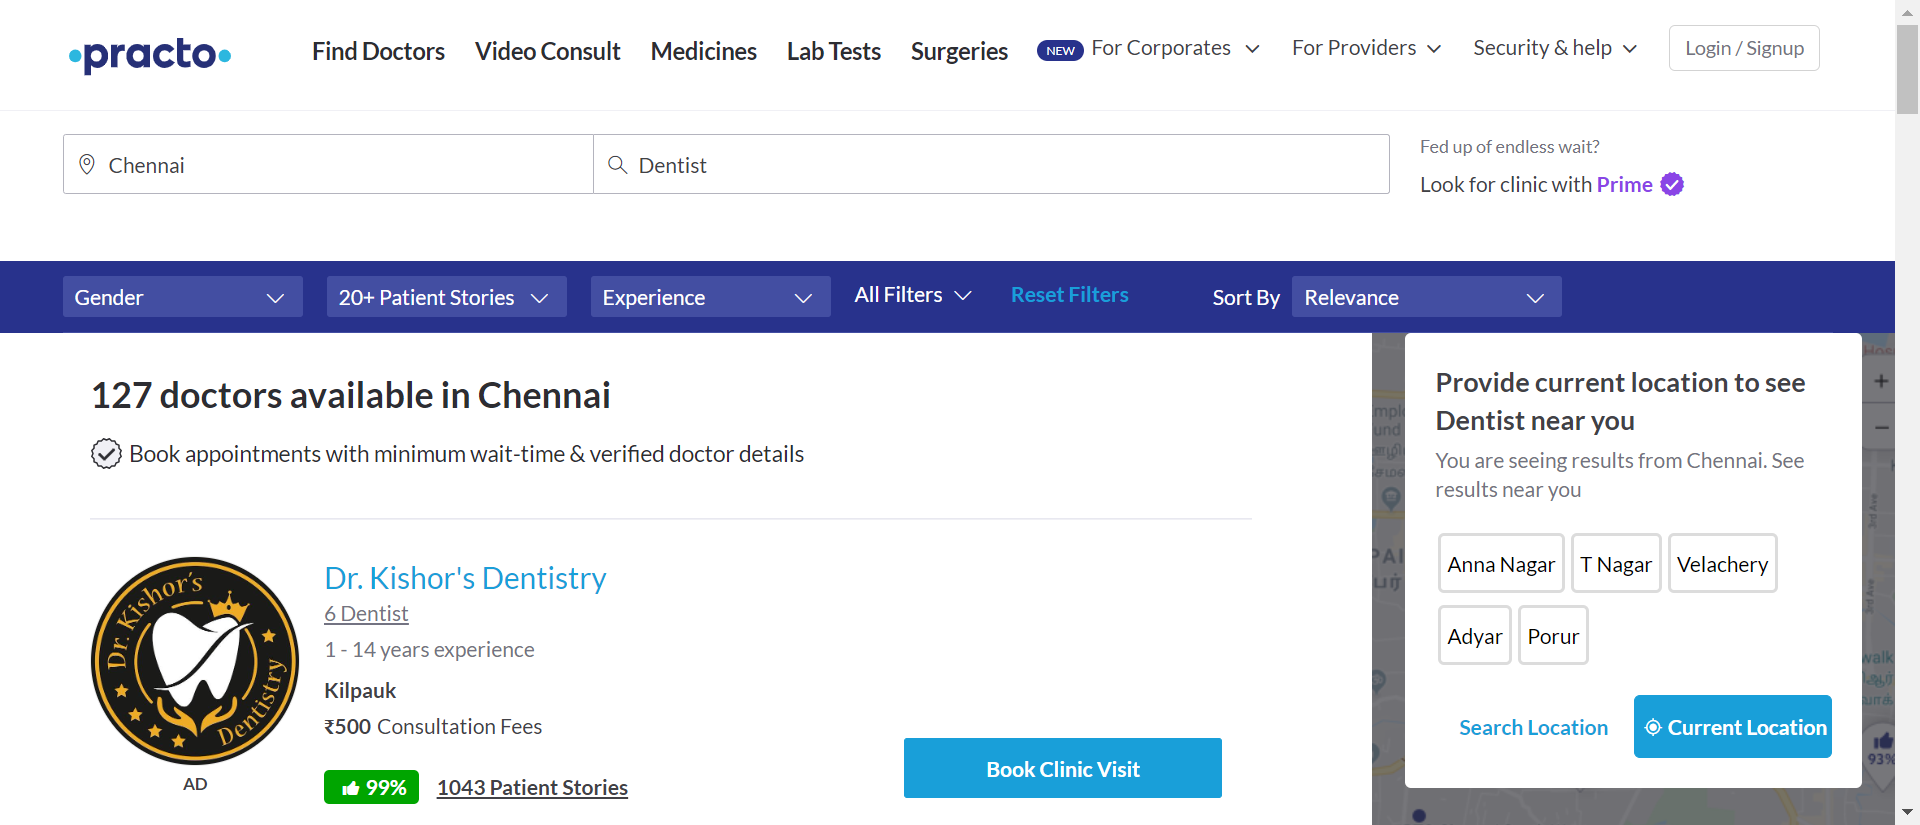 practo
Find Doctors
Video Consult
Medicines
Lab Tests
Surgeries
NEW For Corporates
For Providers
Security & help
Login / Signup
Chennai
Dentist
Fed up of endless wait?
Look for clinic with Prime
Gender
20+ Patient Stories
Experience
All Filters
Reset Filters
Sort By
Relevance
127 doctors available in Chennai
Book appointments with minimum wait-time & verified doctor details
Dr. Kishor's
Dentistry
AD
Dr. Kishor's Dentistry
6 Dentist
1 - 14 years experience
Kilpauk
₹500 Consultation Fees
99%
1043 Patient Stories
Book Clinic Visit
Provide current location to see
Dentist near you
You are seeing results from Chennai. See
results near you
Anna Nagar
T Nagar
Velachery
Adyar
Porur
Search Location
Current Location
+
−
3rd Ave
3rd Ave
93%